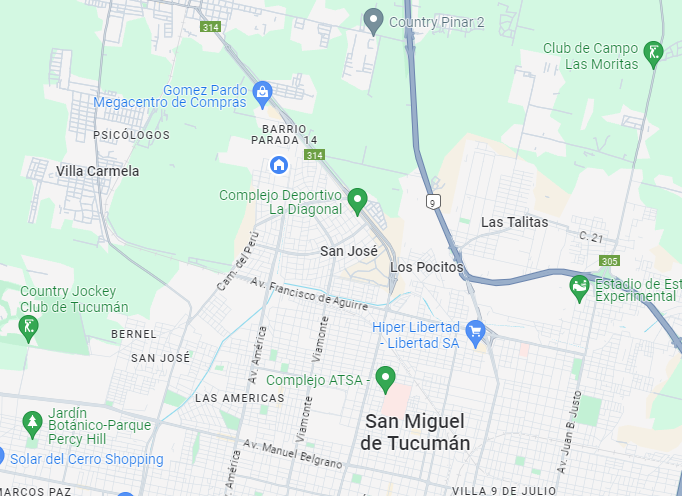 314
Country Pinar 2
Club de Campo
Las Moritas
Gomez Pardo
Megacentro de Compras
PSICÓLOGOS
BARRIO
PARADA 14
314
Villa Carmela
Complejo Deportivo
La Diagonal
9
Las Talitas
C. 21
San José
Los Pocitos
305
Cam. del Perú
Av. Francisco de Aguirre
Estadio de Est
Experimental
Country Jockey
Club de Tucumán
BERNEL
SAN JOSÉ
Av. América
Viamonte
Hiper Libertad
- Libertad SA
Complejo ATSA -
LAS AMERICAS
Viamonte
Av. Juan B. Justo
Jardín
Botánico-Parque
Percy Hill
San Miguel
de Tucumán
Av. Manuel Belgrano
Solar del Cerro Shopping
Av. América
MARCOS PAZ
VILLA 9 DE JULIO